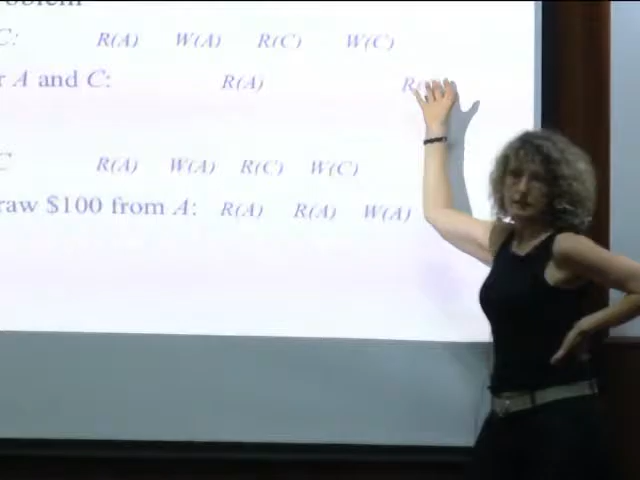 C: R(A) W(A) R(C) W(C)
r A and C: R(A)
C R(A) W(A) R(C) W(C)
raw $100 from A: R(A) R(A) W(A)